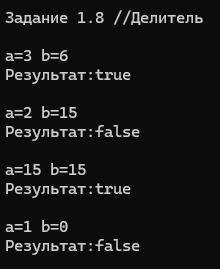 Задание 1.8 //Делитель
a=3 b=6
Результат:true
a=2 b=15
Результат:false
a=15 b=15
Результат:true
a=1 b=0
Результат:false